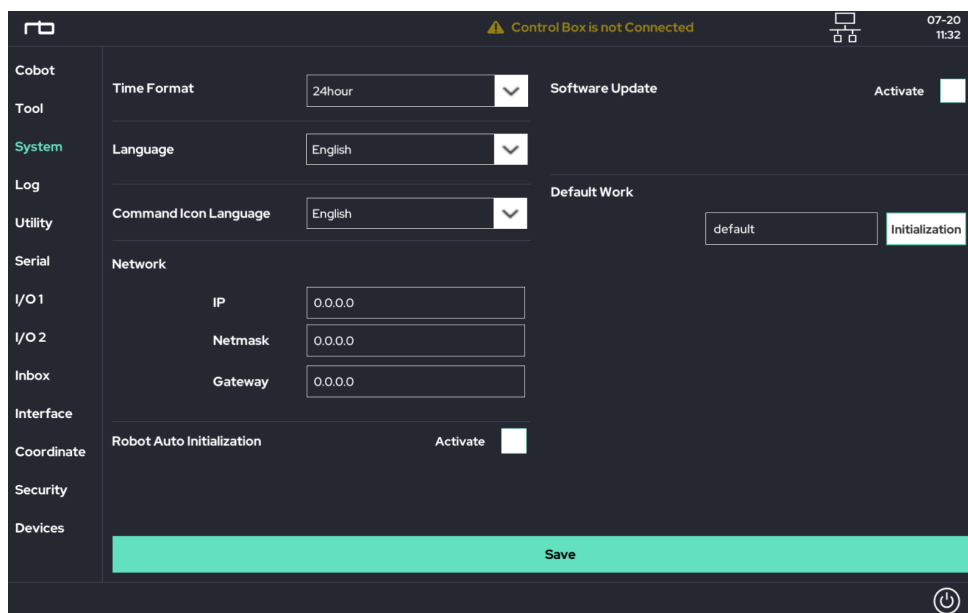 rb
Control Box is not Connected
07-20
11:32
Cobot
Tool
System
Log
Utility
Serial
I/O 1
I/O 2
Inbox
Interface
Coordinate
Security
Devices
Time Format
24hour
Language
English
Command Icon Language
English
Network
IP
0.0.0.0
Netmask
0.0.0.0
Gateway
0.0.0.0
Robot Auto Initialization
Activate
Software Update
Activate
Default Work
default
Initialization
Save